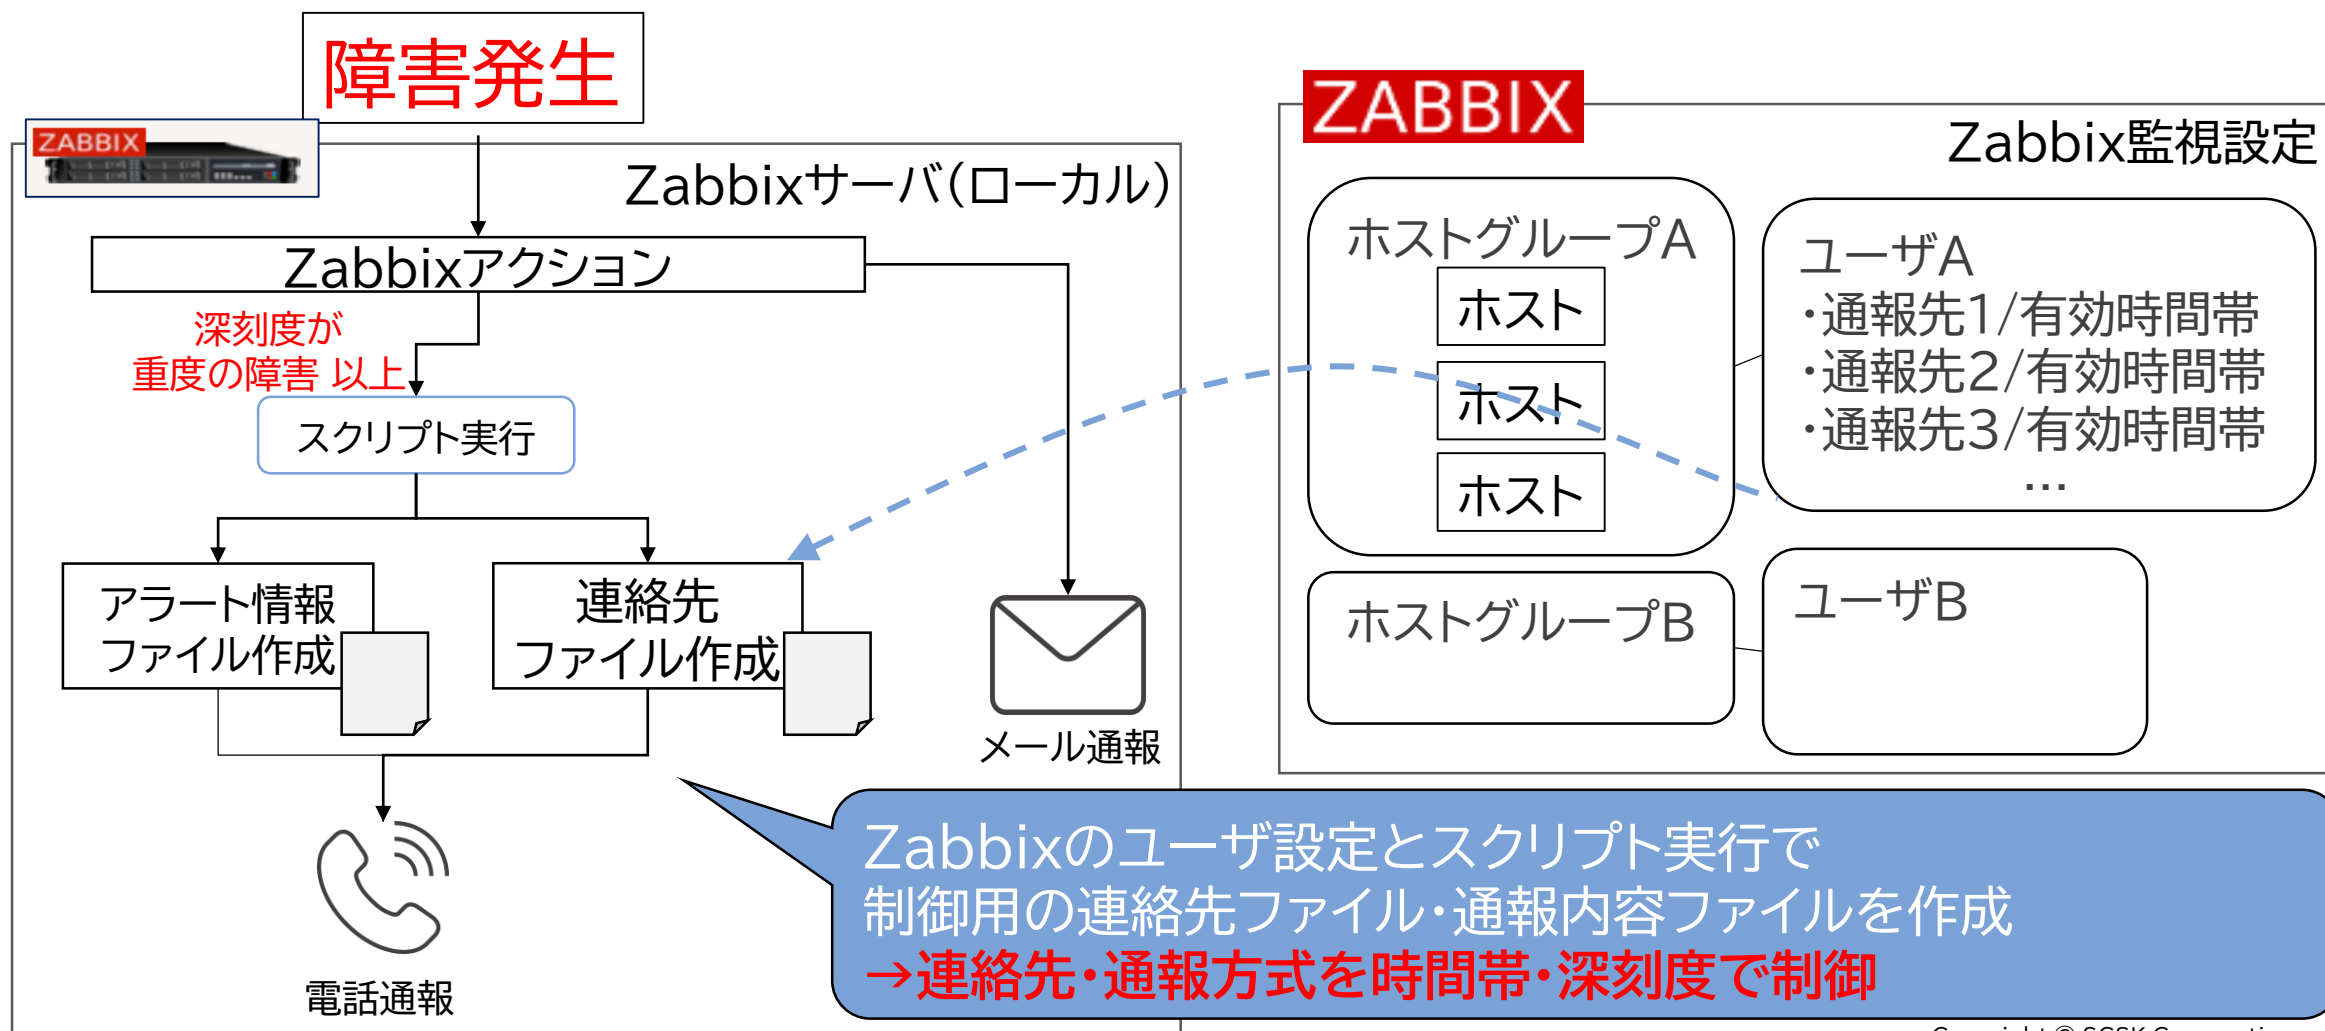 障害発生
ZABBIX
Zabbixサーバ(ローカル)
Zabbixアクション
深刻度が
重度の障害 以上
スクリプト実行
アラート情報
ファイル作成
連絡先
ファイル作成
メール通報
電話通報
ZABBIX
Zabbix監視設定
ホストグループA
ホスト
ホスト
ホスト
ユーザA
・通報先1/有効時間帯
・通報先2/有効時間帯
・通報先3/有効時間帯
…
ホストグループB
ユーザB
Zabbixのユーザ設定とスクリプト実行で
制御用の連絡先ファイル・通報内容ファイルを作成
→連絡先・通報方式を時間帯・深刻度で制御